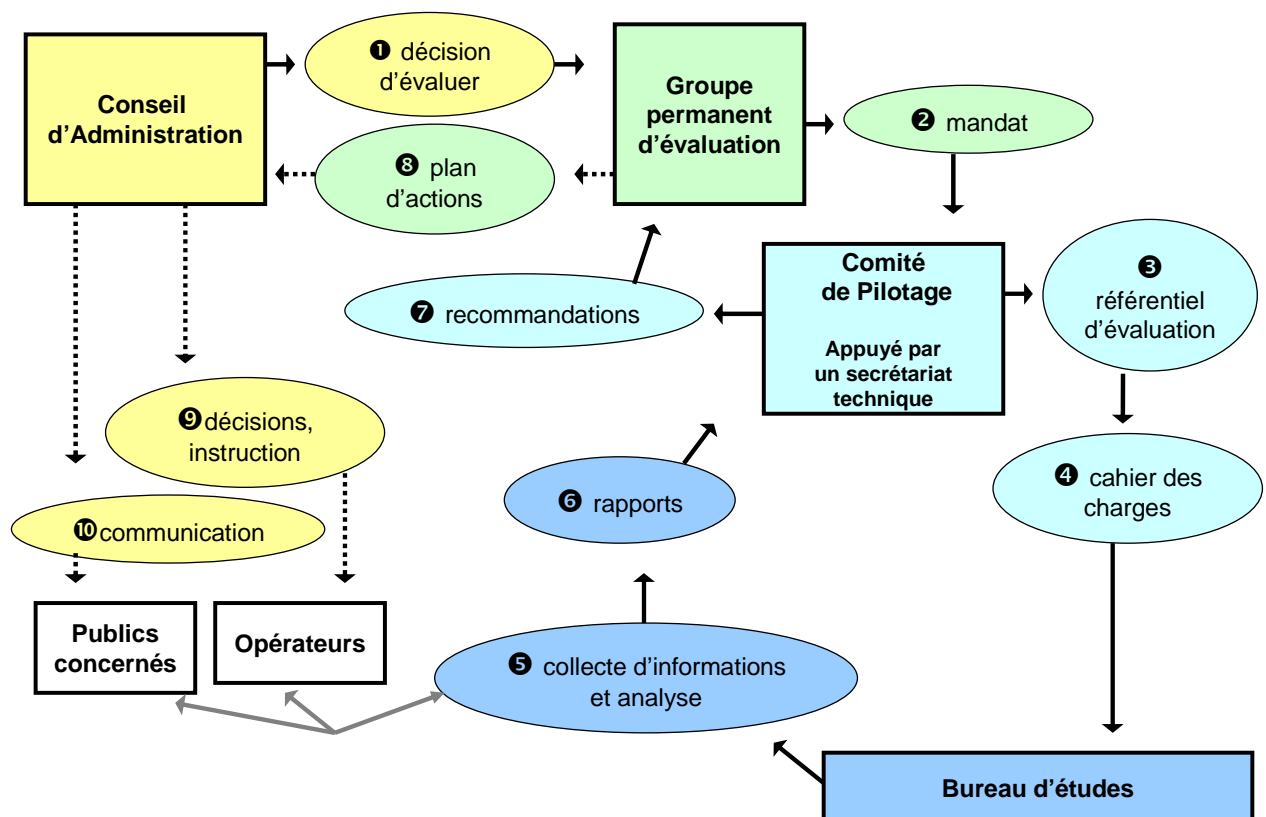 Conseil
d’Administration
❶ décision
d’évaluer
Groupe
permanent
d’évaluation
❷ mandat
❽ plan
d’actions
❸
référentiel
d’évaluation
Comité
de Pilotage
Appuyé par
un secrétariat
technique
❼ recommandations
❾décisions,
instruction
❹ cahier des
charges
❻ rapports
❿communication
Publics
concernés
Opérateurs
❺ collecte d’informations
et analyse
Bureau d’études